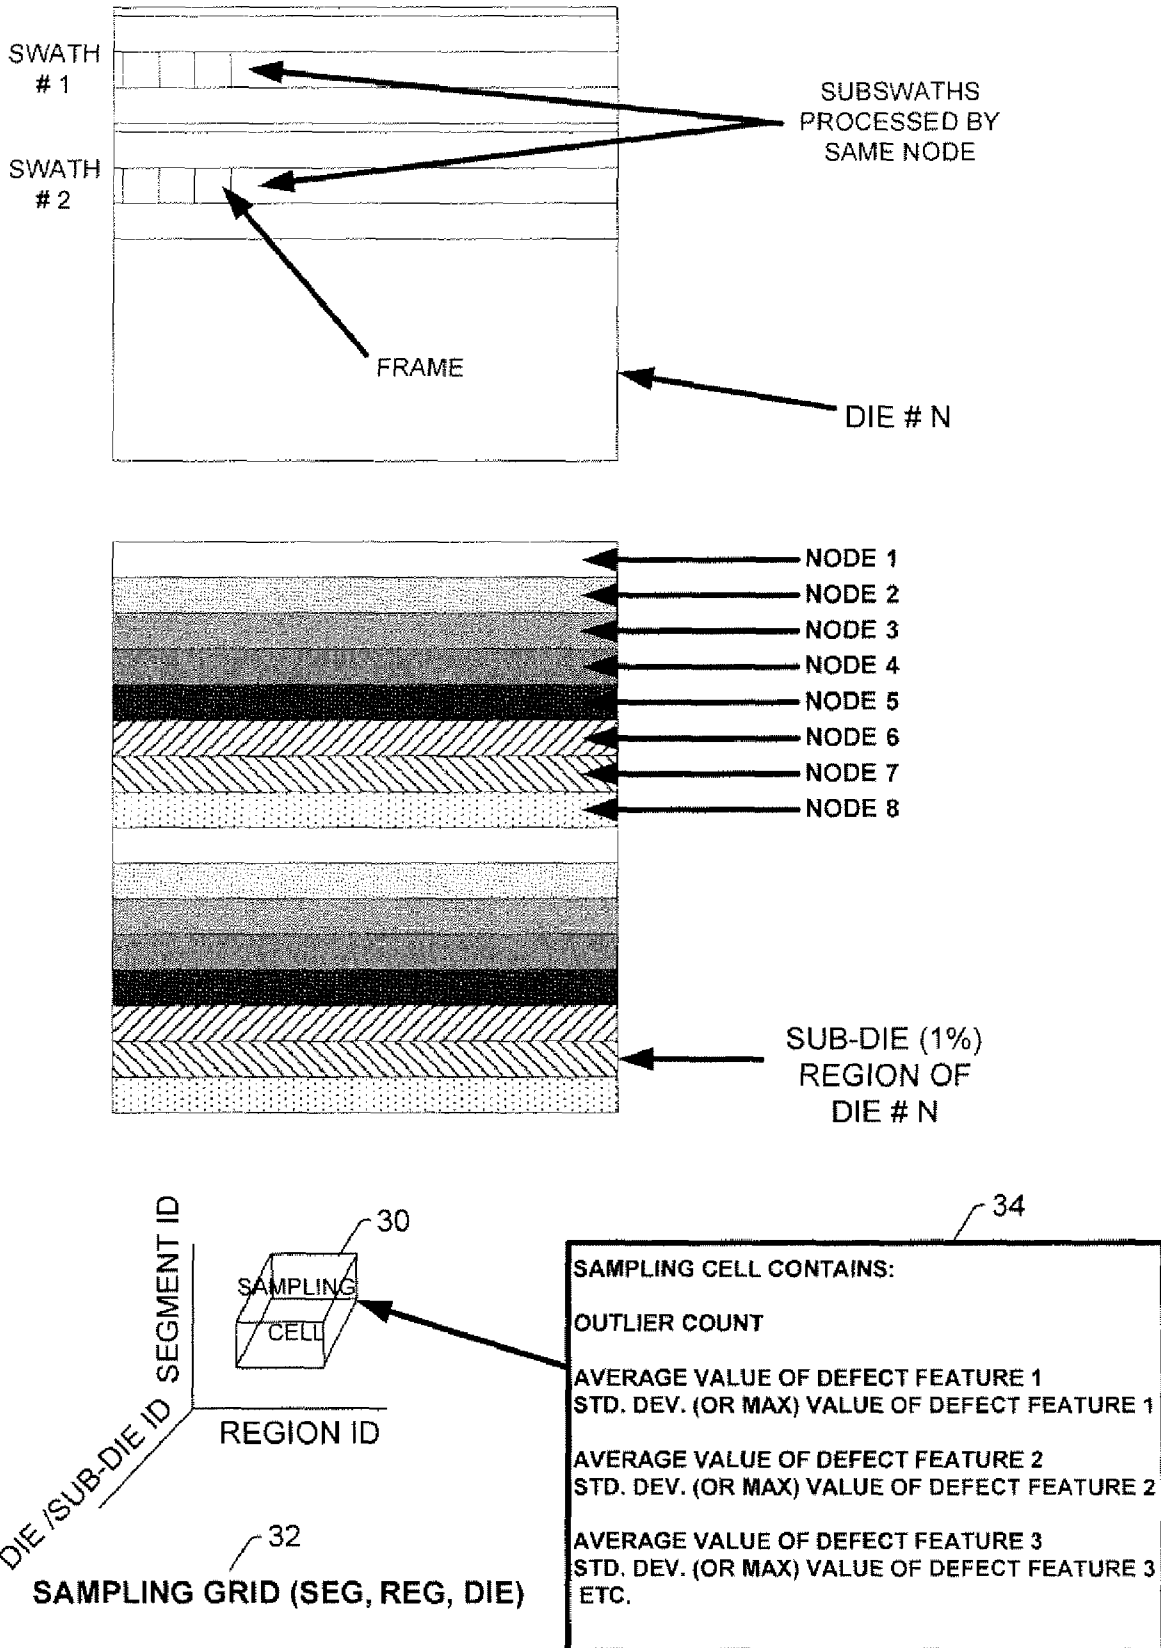 SWATH
# 1
SUBSWATHS
PROCESSED BY
SAME NODE
SWATH
# 2
FRAME
DIE # N
NODE 1
NODE 2
NODE 3
NODE 4
NODE 5
NODE 6
NODE 7
NODE 8
SUB-DIE (1%)
REGION OF
DIE # N
SEGMENT ID
30
SAMPLING
CELL
REGION ID
DIE /SUB-DIE ID
32
SAMPLING GRID (SEG, REG, DIE)
34
SAMPLING CELL CONTAINS:
OUTLIER COUNT
AVERAGE VALUE OF DEFECT FEATURE 1
STD. DEV. (OR MAX) VALUE OF DEFECT FEATURE 1
AVERAGE VALUE OF DEFECT FEATURE 2
STD. DEV. (OR MAX) VALUE OF DEFECT FEATURE 2
AVERAGE VALUE OF DEFECT FEATURE 3
STD. DEV. (OR MAX) VALUE OF DEFECT FEATURE 3
ETC.